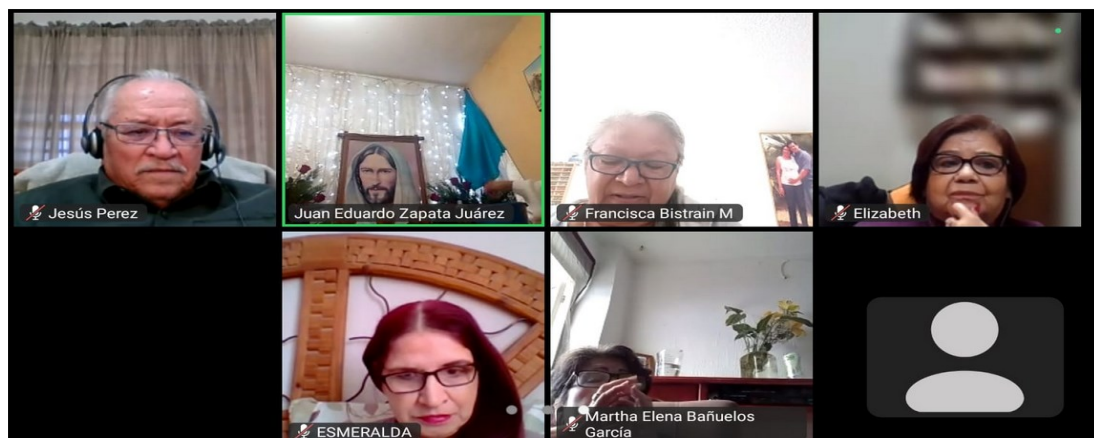 Jesús Perez
Juan Eduardo Zapata Juárez
Francisca Bistrain M
Elizabeth
ESMERALDA
Martha Elena Bañuelos
García